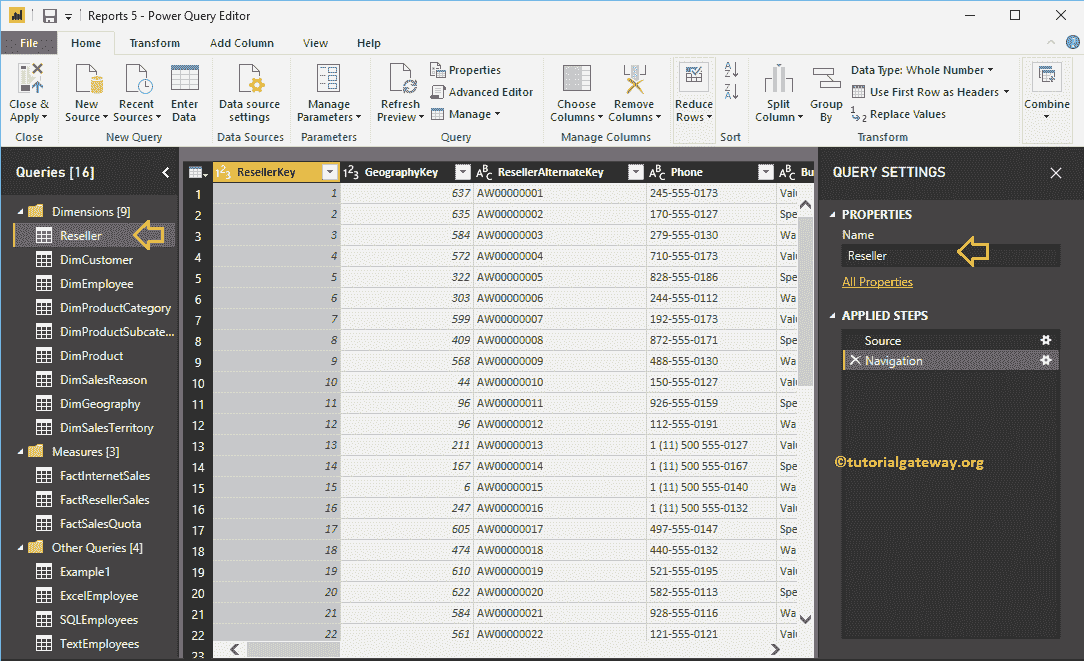 Reports 5 - Power Query Editor
File Home Transform Add Column View Help
Close & Apply
New Source
Recent Sources
Enter Data
Data source settings
Manage Parameters
Refresh Preview
Properties
Advanced Editor
Manage
Choose Columns
Remove Columns
Reduce Rows
Split Column
Group By
Data Type: Whole Number
Use First Row as Headers
Replace Values
Combine
Close New Query Data Sources Parameters Query Manage Columns Sort Transform
Queries [16]
Dimensions [9]
Reseller
DimCustomer
DimEmployee
DimProductCategory
DimProductSubcate...
DimProduct
DimSalesReason
DimGeography
DimSalesTerritory
Measures [3]
FactInternetSales
FactResellerSales
FactSalesQuota
Other Queries [4]
Example1
ExcelEmployee
SQLEmployees
TextEmployees
ResellerKey GeographyKey ResellerAlternateKey Phone Bu
1 1 637 AW00000001 245-555-0173 Valu
2 2 635 AW00000002 170-555-0127 Spe
3 3 584 AW00000003 279-555-0130 Wa
4 4 572 AW00000004 710-555-0173 Valu
5 5 322 AW00000005 828-555-0186 Spe
6 6 303 AW00000006 244-555-0112 Wa
7 7 599 AW00000007 192-555-0173 Valu
8 8 409 AW00000008 872-555-0171 Spe
9 9 568 AW00000009 488-555-0130 Wa
10 10 44 AW00000010 150-555-0127 Valu
11 11 96 AW00000011 926-555-0159 Spe
12 12 96 AW00000012 112-555-0191 Wa
13 13 211 AW00000013 1 (11) 500 555-0127 Valu
14 14 167 AW00000014 1 (11) 500 555-0167 Spe
15 15 6 AW00000015 1 (11) 500 555-0140 Wa
16 16 247 AW00000016 1 (11) 500 555-0132 Valu
17 17 605 AW00000017 497-555-0147 Spe
18 18 474 AW00000018 440-555-0132 Wa
19 19 610 AW00000019 521-555-0195 Valu
20 20 622 AW00000020 582-555-0113 Spe
21 21 584 AW00000021 928-555-0116 Wa
22 22 561 AW00000022 121-555-0121 Valu
23
QUERY SETTINGS
PROPERTIES
Name
Reseller
All Properties
APPLIED STEPS
Source
Navigation
©tutorialgateway.org